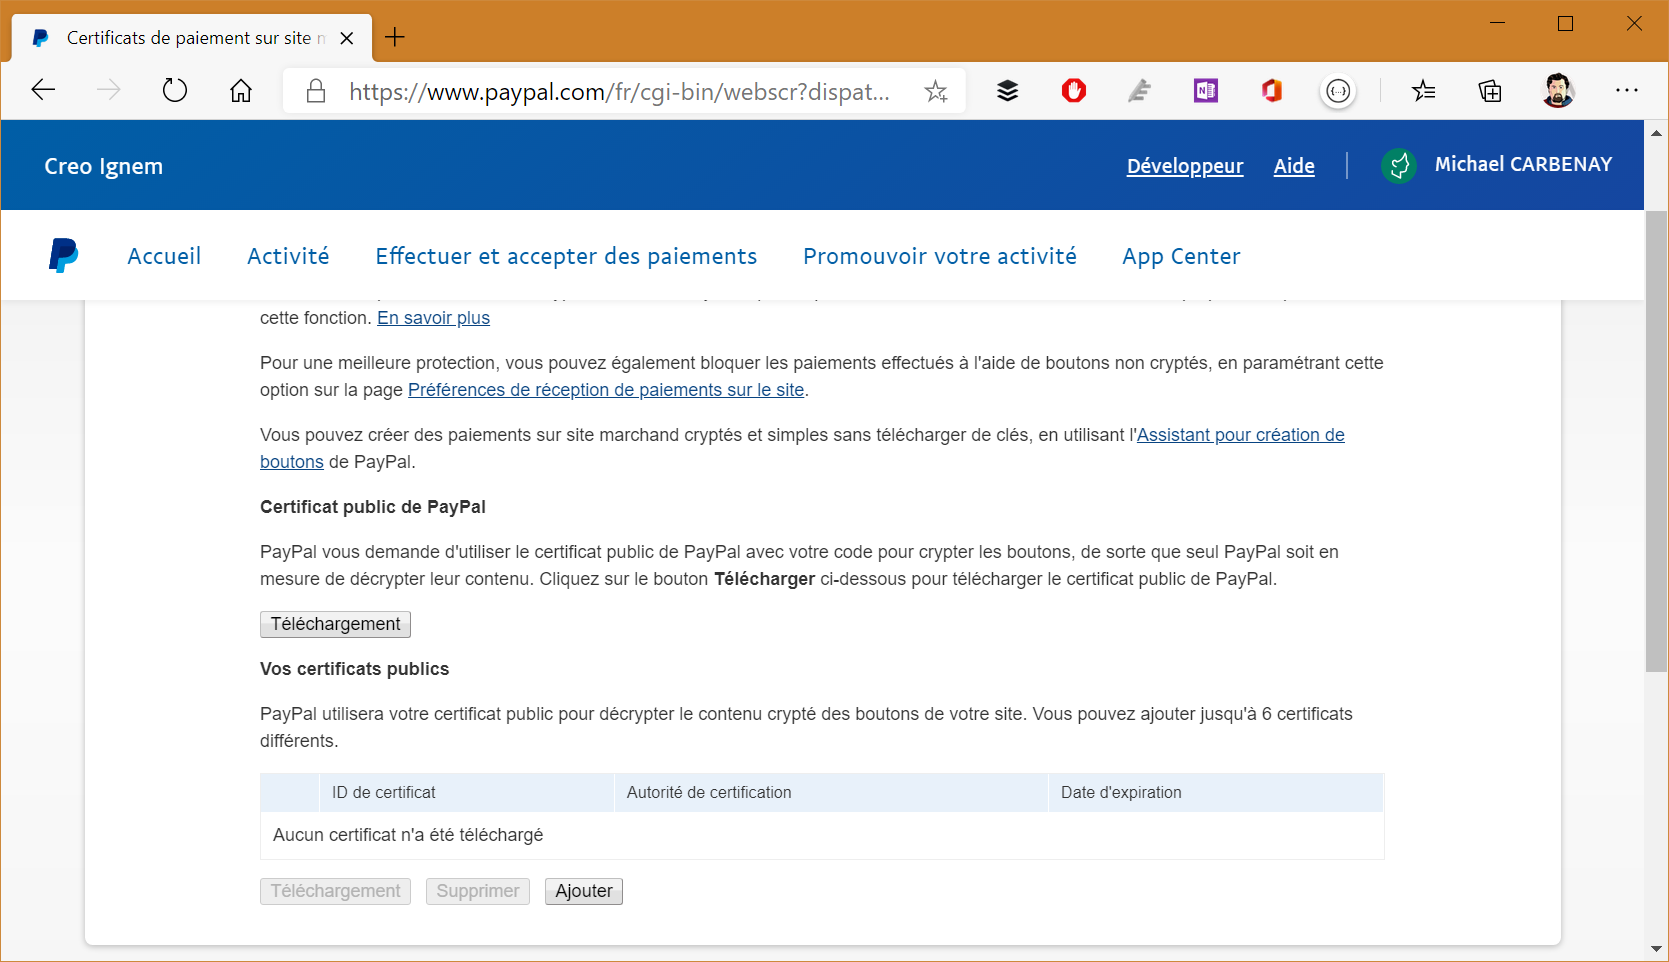 Certificats de paiement sur site
https://www.paypal.com/fr/cgi-bin/webscr?dispat...
Creo Ignem
Développeur Aide Michael CARBENAY
Accueil Activité Effectuer et accepter des paiements Promouvoir votre activité App Center
cette fonction. En savoir plus
Pour une meilleure protection, vous pouvez également bloquer les paiements effectués à l'aide de boutons non cryptés, en paramétrant cette
option sur la page Préférences de réception de paiements sur le site.
Vous pouvez créer des paiements sur site marchand cryptés et simples sans télécharger de clés, en utilisant l'Assistant pour création de
boutons de PayPal.
Certificat public de PayPal
PayPal vous demande d'utiliser le certificat public de PayPal avec votre code pour crypter les boutons, de sorte que seul PayPal soit en
mesure de décrypter leur contenu. Cliquez sur le bouton Télécharger ci-dessous pour télécharger le certificat public de PayPal.
Téléchargement
Vos certificats publics
PayPal utilisera votre certificat public pour décrypter le contenu crypté des boutons de votre site. Vous pouvez ajouter jusqu'à 6 certificats
différents.
ID de certificat Autorité de certification Date d'expiration
Aucun certificat n'a été téléchargé
Téléchargement Supprimer Ajouter